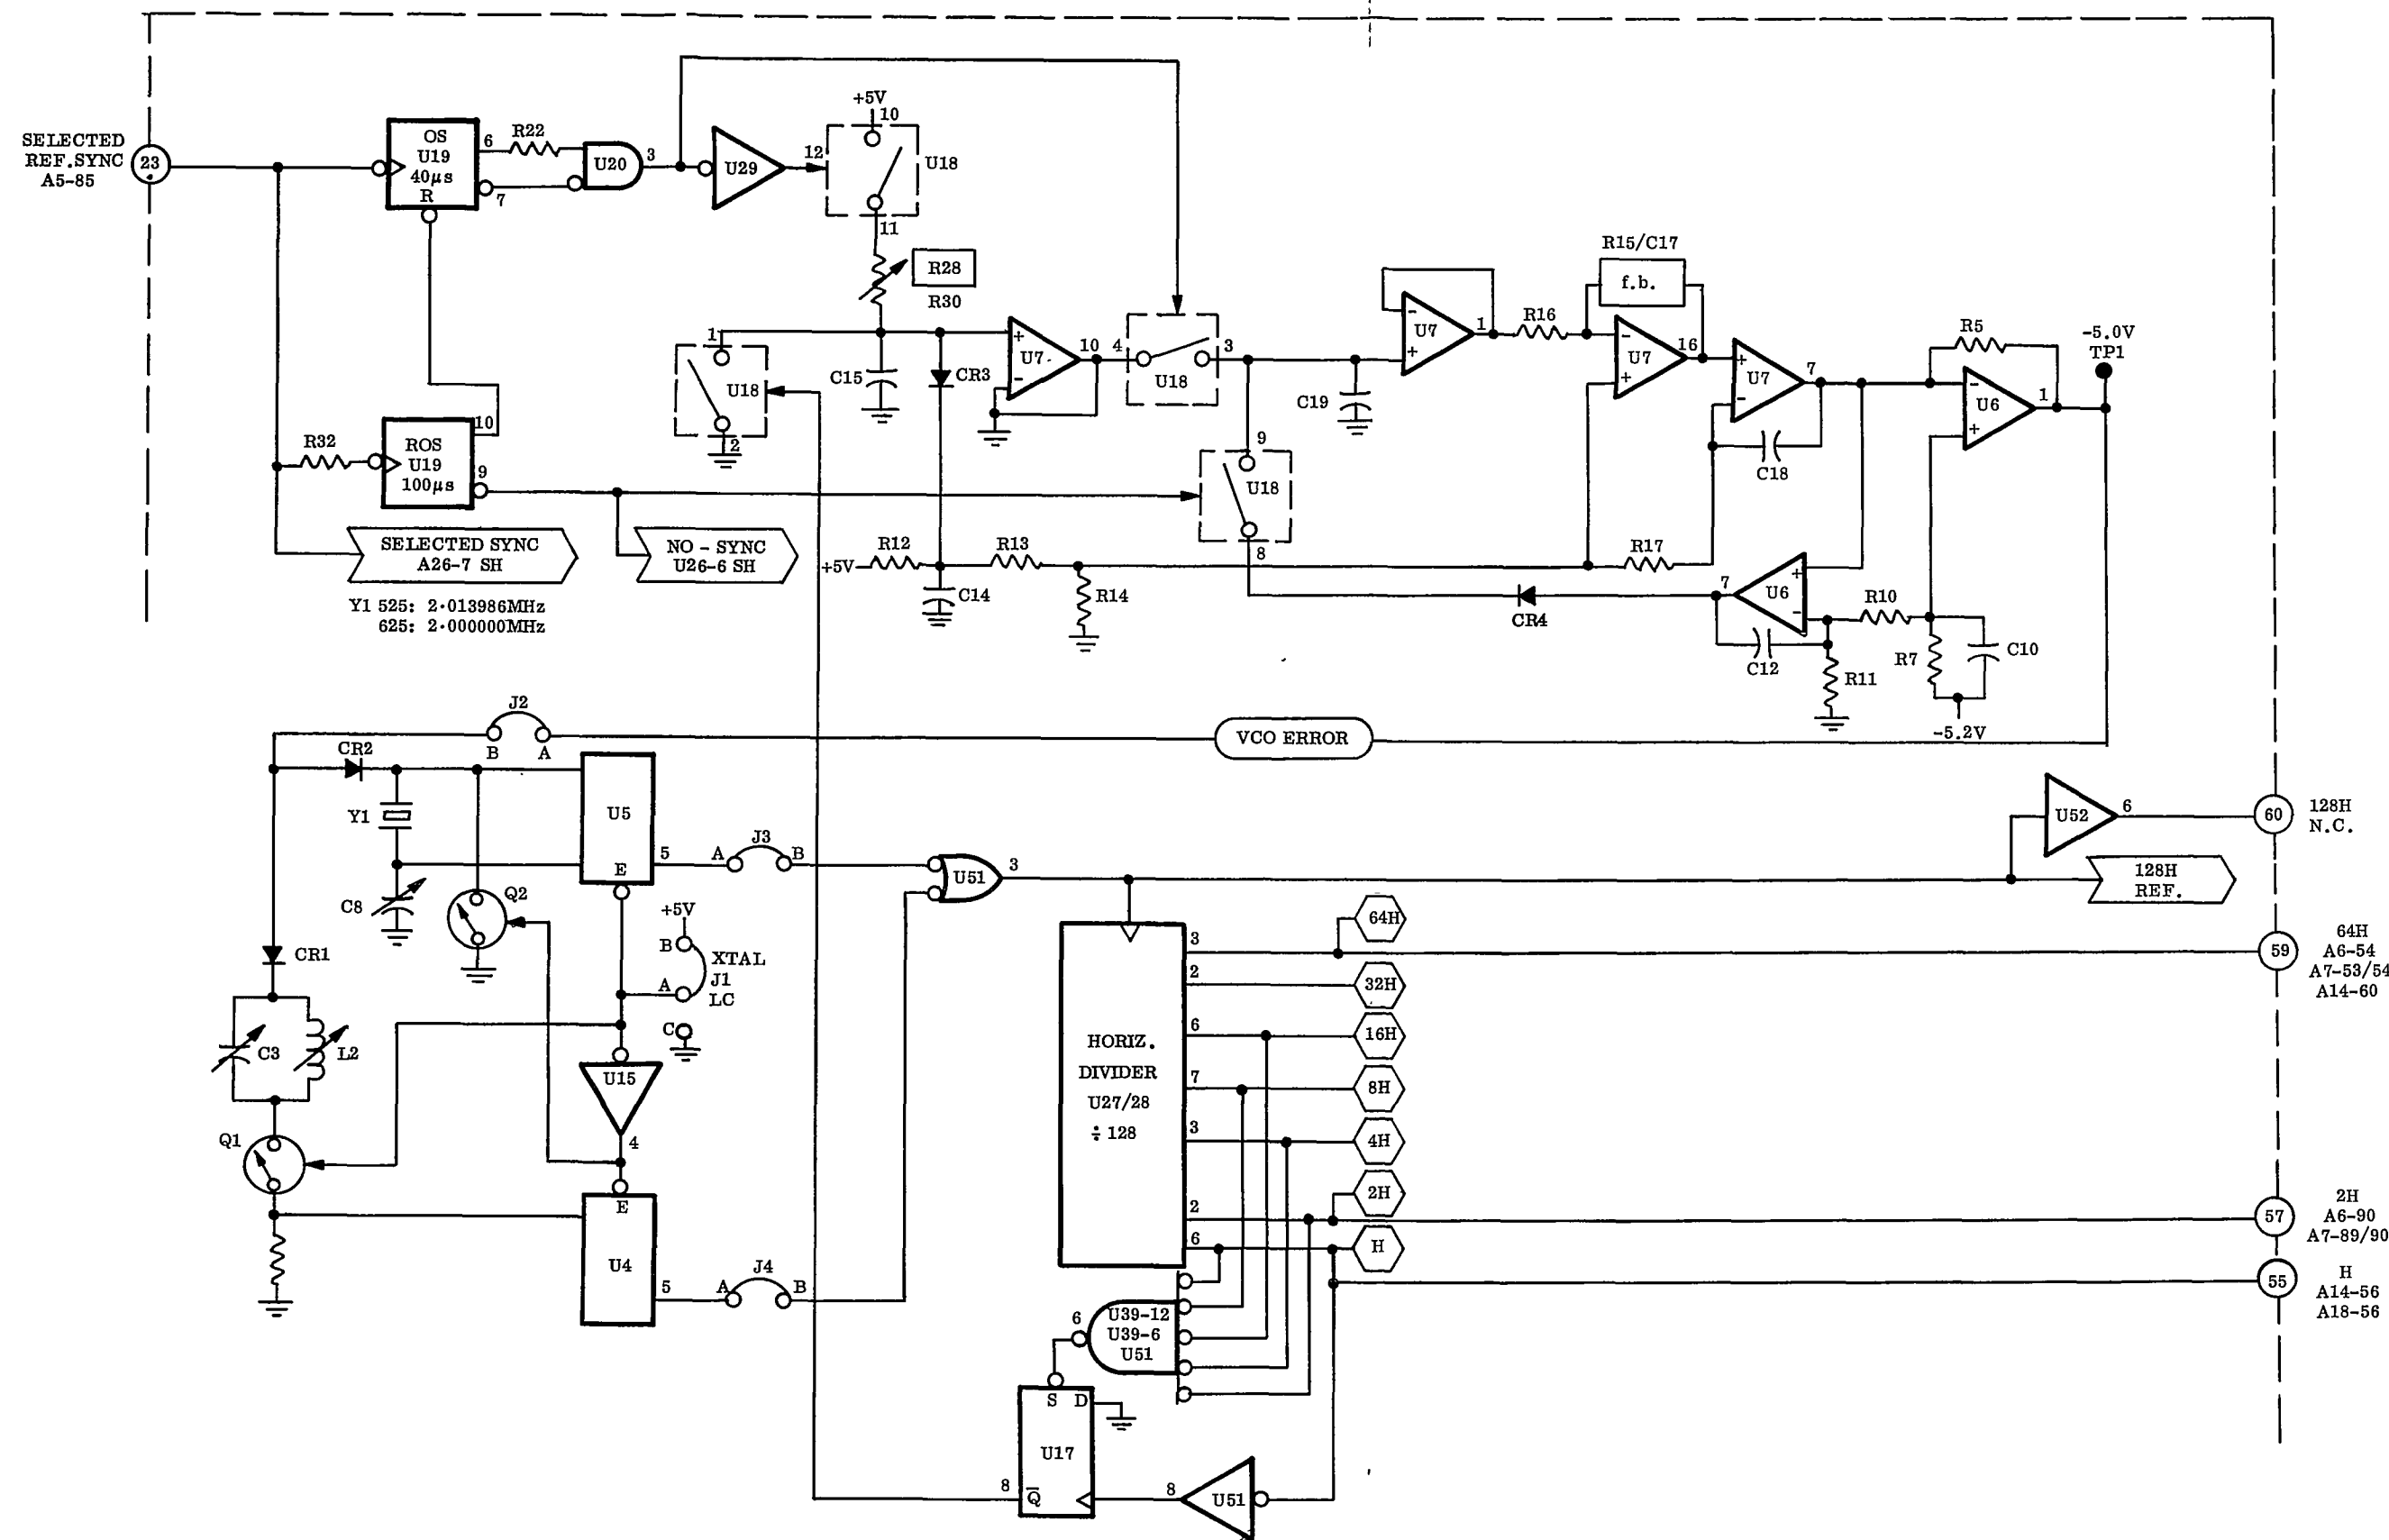 SELECTED
REF.SYNC
A5-85
23
OS
U19
40µs
R
6
7
R22
U20
3
U29
12
+5V
10
U18
11
R28
R30
1
U18
2
C15
CR3
+
U7
-
10
4
U18
3
C19
-
U7
+
1
R16
R15/C17
f.b.
-
U7
+
16
+
U7
-
7
C18
R5
-
U6
+
1
-5.0V
TP1
R32
ROS
U19
100µs
10
9
SELECTED SYNC
A26-7 SH
NO - SYNC
U26-6 SH
Y1 525: 2·013986MHz
625: 2·000000MHz
9
U18
8
+5V
R12
R13
C14
R14
R17
CR4
7
+
U6
-
C12
R10
R11
R7
C10
-5.2V
J2
B
A
VCO ERROR
CR2
Y1
C8
Q2
U5
E
5
A
J3
B
U51
3
U52
6
60
128H
N.C.
128H
REF.
+5V
B
XTAL
J1
A
LC
C
CR1
C3
L2
Q1
U15
4
E
U4
5
A
J4
B
HORIZ.
DIVIDER
U27/28
÷ 128
3
64H
2
32H
6
16H
7
8H
3
4H
2
2H
6
H
59
64H
A6-54
A7-53/54
A14-60
57
2H
A6-90
A7-89/90
55
H
A14-56
A18-56
6
U39-12
U39-6
U51
S
D
U17
8
Q̅
8
U51